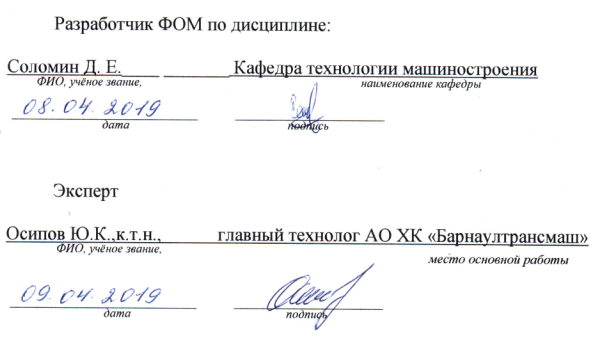 Разработчик ФОМ по дисциплине:
Соломин Д. Е. Кафедра технологии машиностроения
ФИО, учёное звание, наименование кафедры
08.04.2019
дата подпись
Эксперт
Осипов Ю.К.,к.т.н., главный технолог АО ХК «Барнаултрансмаш»
ФИО, учёное звание, место основной работы
09.04.2019
дата подпись